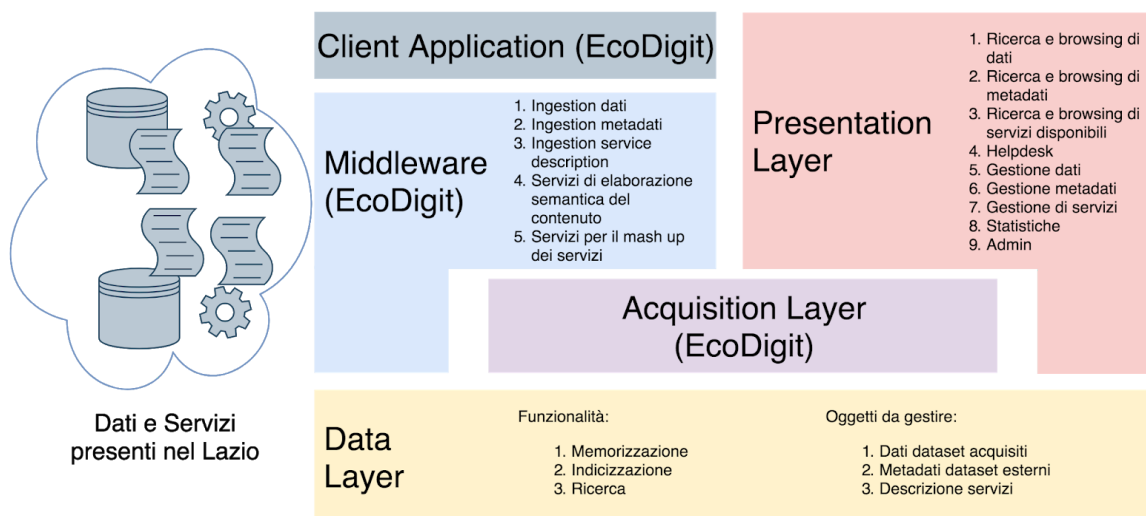 Client Application (EcoDigit)
Middleware
(EcoDigit)
1. Ingestion dati
2. Ingestion metadati
3. Ingestion service
description
4. Servizi di elaborazione
semantica del
contenuto
5. Servizi per il mash up
dei servizi
Presentation
Layer
1. Ricerca e browsing di
dati
2. Ricerca e browsing di
metadati
3. Ricerca e browsing di
servizi disponibili
4. Helpdesk
5. Gestione dati
6. Gestione metadati
7. Gestione di servizi
8. Statistiche
9. Admin
Acquisition Layer
(EcoDigit)
Dati e Servizi
presenti nel Lazio
Data
Layer
Funzionalità:
1. Memorizzazione
2. Indicizzazione
3. Ricerca
Oggetti da gestire:
1. Dati dataset acquisiti
2. Metadati dataset esterni
3. Descrizione servizi